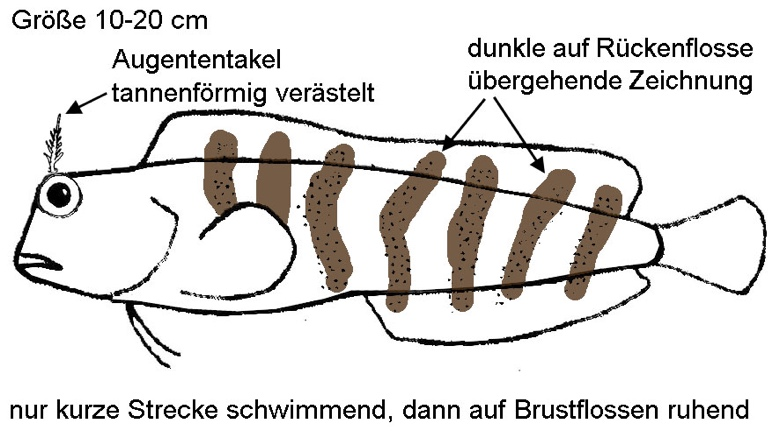 Größe 10-20 cm
Augententakel
tannenförmig verästelt
dunkle auf Rückenflosse
übergehende Zeichnung
nur kurze Strecke schwimmend, dann auf Brustflossen ruhend